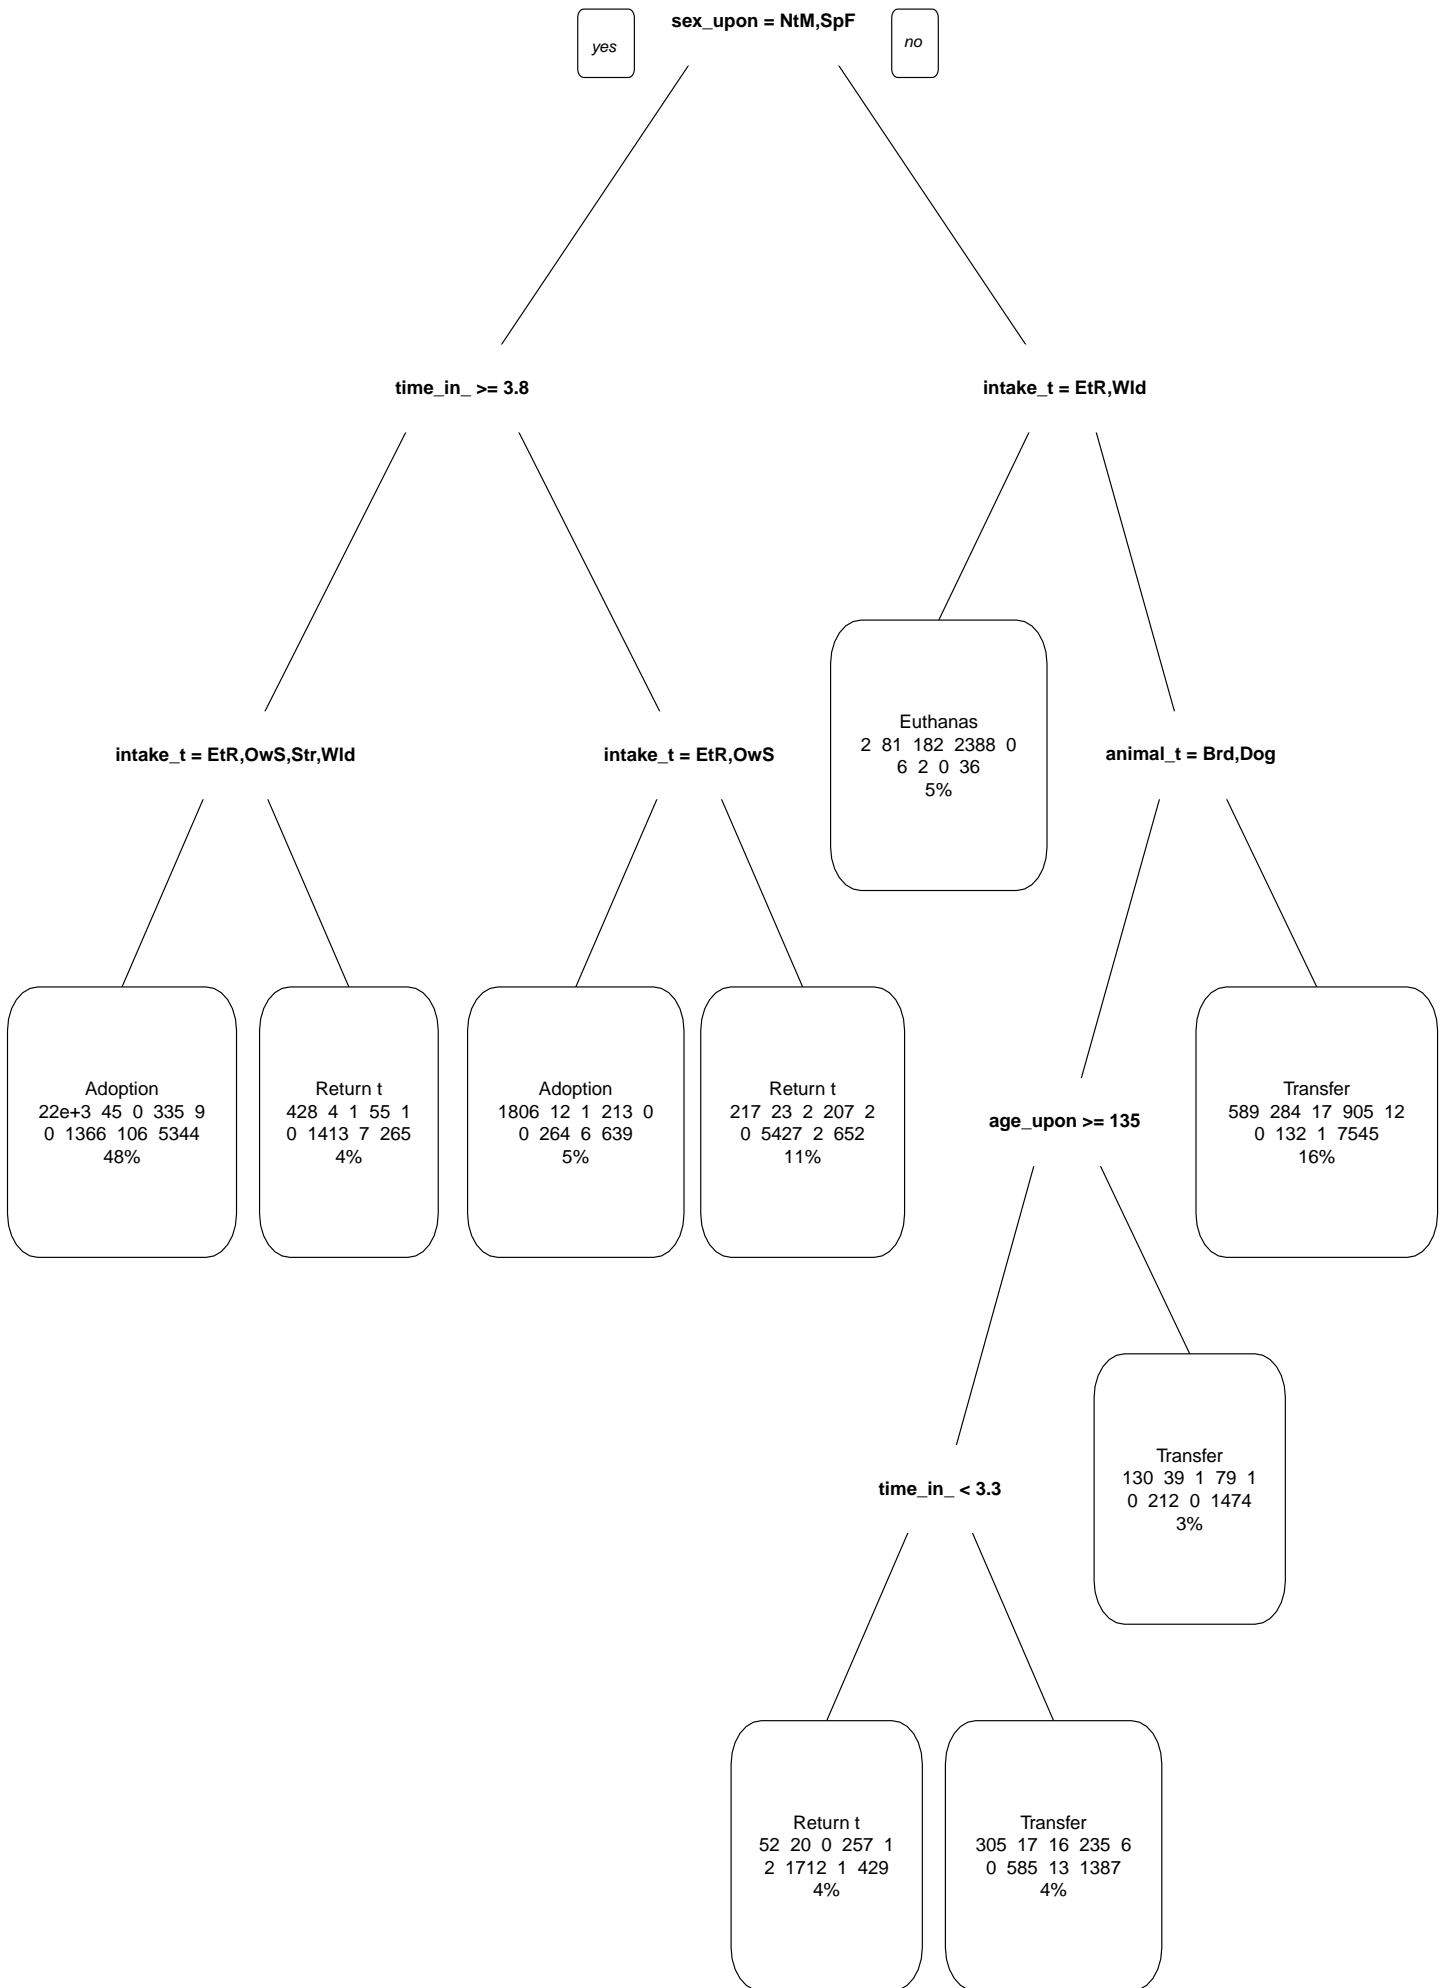 sex_upon = NtM,SpF
yes
no
time_in_ >= 3.8
intake_t = EtR,Wld
intake_t = EtR,OwS,Str,Wld
intake_t = EtR,OwS
Euthanas
2 81 182 2388 0
6 2 0 36
5%
animal_t = Brd,Dog
Adoption
22e+3 45 0 335 9
0 1366 106 5344
48%
Return t
428 4 1 55 1
0 1413 7 265
4%
Adoption
1806 12 1 213 0
0 264 6 639
5%
Return t
217 23 2 207 2
0 5427 2 652
11%
age_upon >= 135
Transfer
589 284 17 905 12
0 132 1 7545
16%
time_in_ < 3.3
Transfer
130 39 1 79 1
0 212 0 1474
3%
Return t
52 20 0 257 1
2 1712 1 429
4%
Transfer
305 17 16 235 6
0 585 13 1387
4%